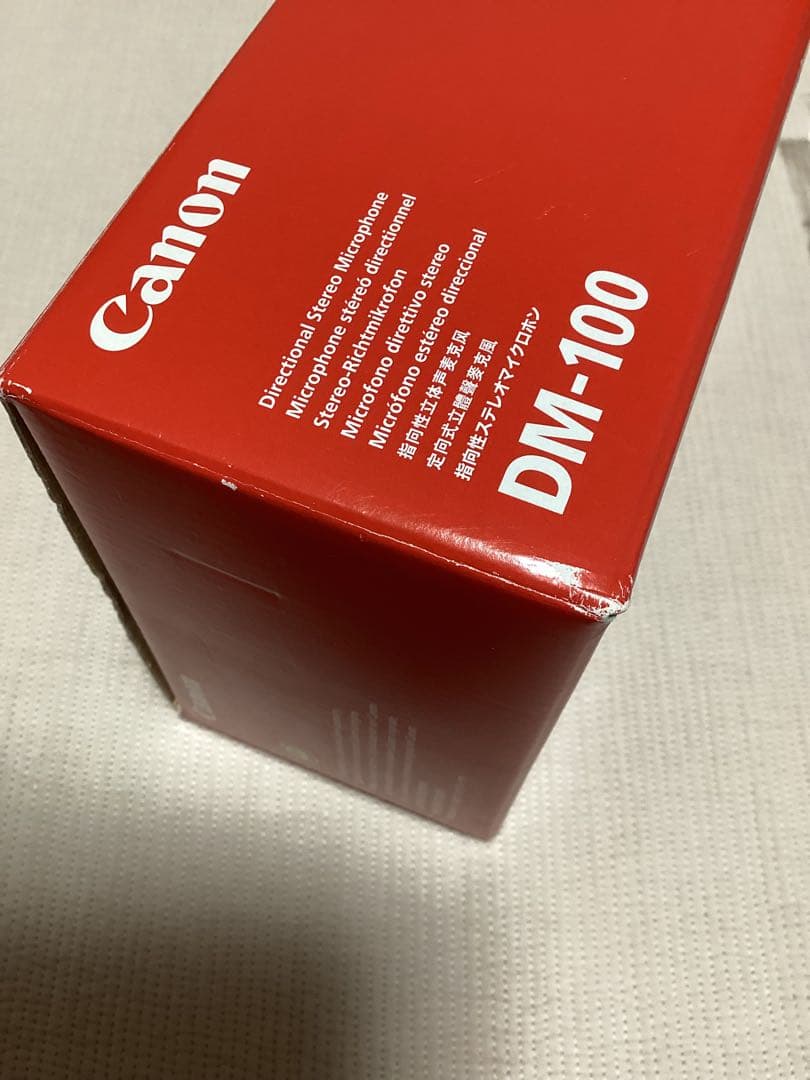 Canon
Directional Stereo Microphone
Microphone stéréo directionnel
Stereo-Richtmikrofon
Microfono direttivo stereo
Micrófono estéreo direccional
指向性立体声麦克风
定向式立體聲麥克風
指向性ステレオマイクロホン
DM-100
Canon